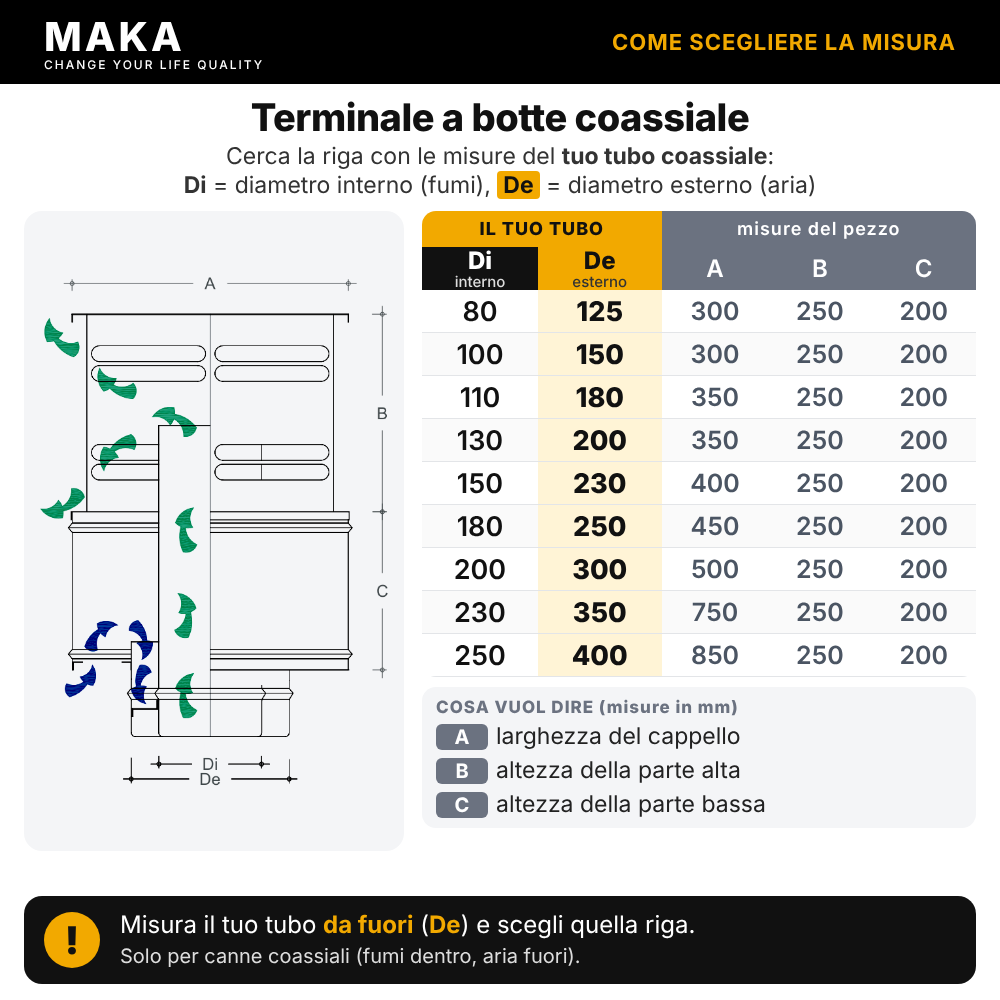 MAKA
CHANGE YOUR LIFE QUALITY
COME SCEGLIERE LA MISURA
Terminale a botte coassiale
Cerca la riga con le misure del tuo tubo coassiale:
Di = diametro interno (fumi), De = diametro esterno (aria)
A
B
C
Di
De
IL TUO TUBO misure del pezzo
Di De A B C
interno esterno
80 125 300 250 200
100 150 300 250 200
110 180 350 250 200
130 200 350 250 200
150 230 400 250 200
180 250 450 250 200
200 300 500 250 200
230 350 750 250 200
250 400 850 250 200
COSA VUOL DIRE (misure in mm)
A larghezza del cappello
B altezza della parte alta
C altezza della parte bassa
! Misura il tuo tubo da fuori (De) e scegli quella riga.
Solo per canne coassiali (fumi dentro, aria fuori).